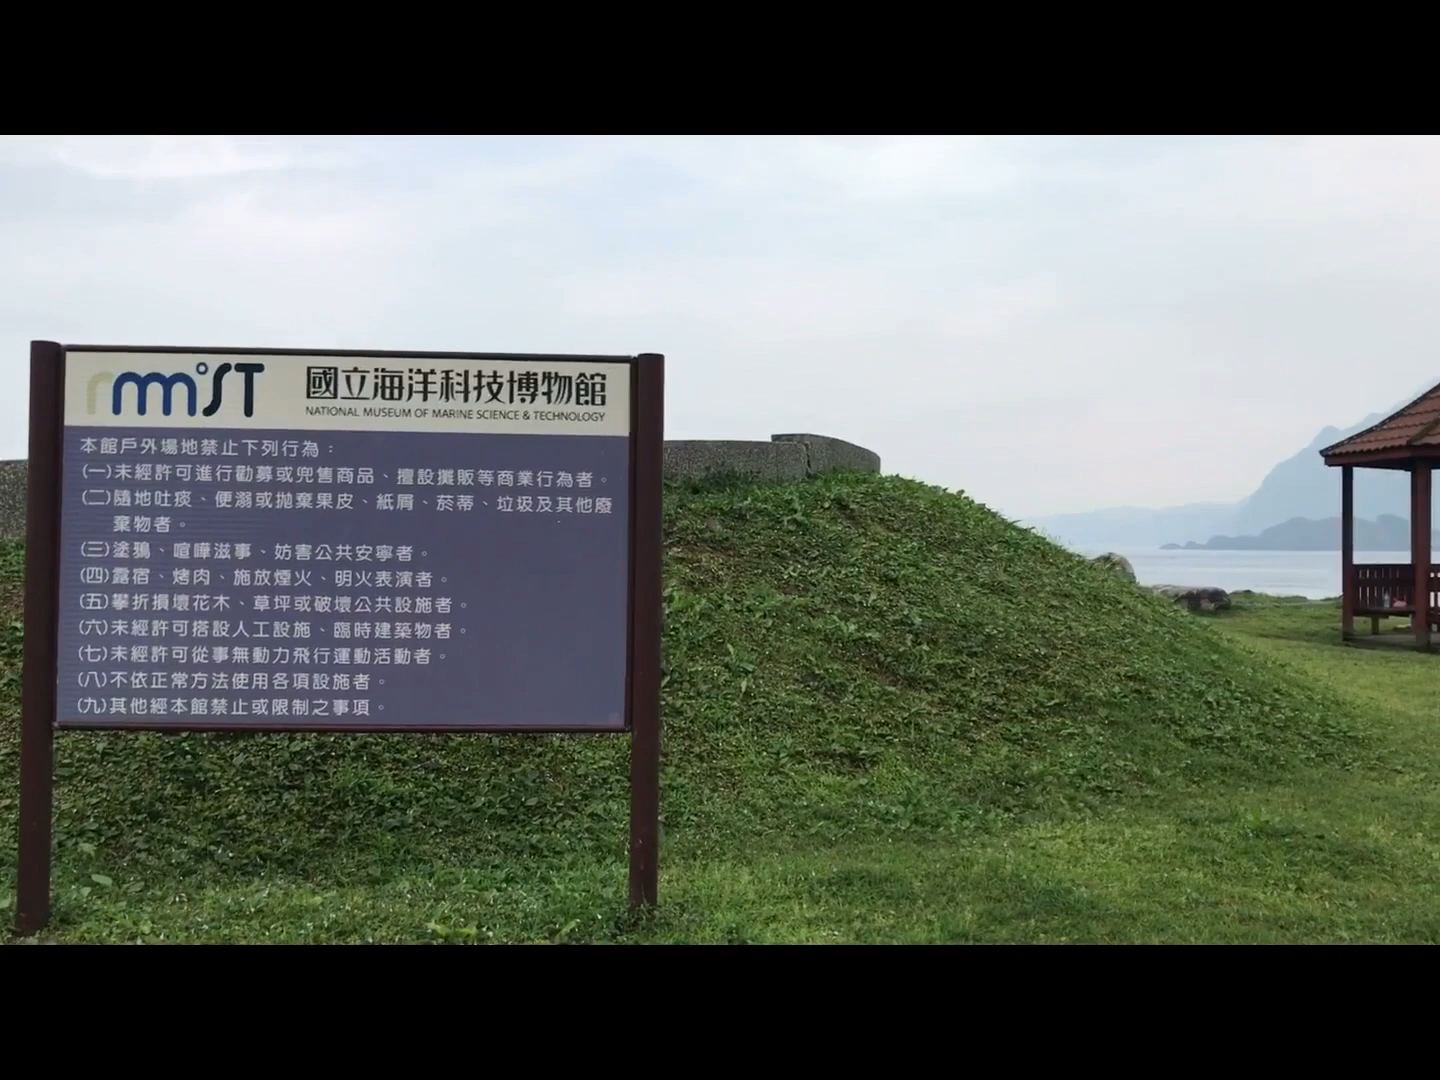 nmm°ST
國立海洋科技博物館
NATIONAL MUSEUM OF MARINE SCIENCE & TECHNOLOGY
本館戶外場地禁止下列行為：
(一)未經許可進行勸募或兜售商品、擅設攤販等商業行為者。
(二)隨地吐痰、便溺或拋棄果皮、紙屑、菸蒂、垃圾及其他廢
棄物者。
(三)塗鴉、喧嘩滋事、妨害公共安寧者。
(四)露宿、烤肉、施放煙火、明火表演者。
(五)攀折損壞花木、草坪或破壞公共設施者。
(六)未經許可搭設人工設施、臨時建築物者。
(七)未經許可從事無動力飛行運動活動者。
(八)不依正常方法使用各項設施者。
(九)其他經本館禁止或限制之事項。